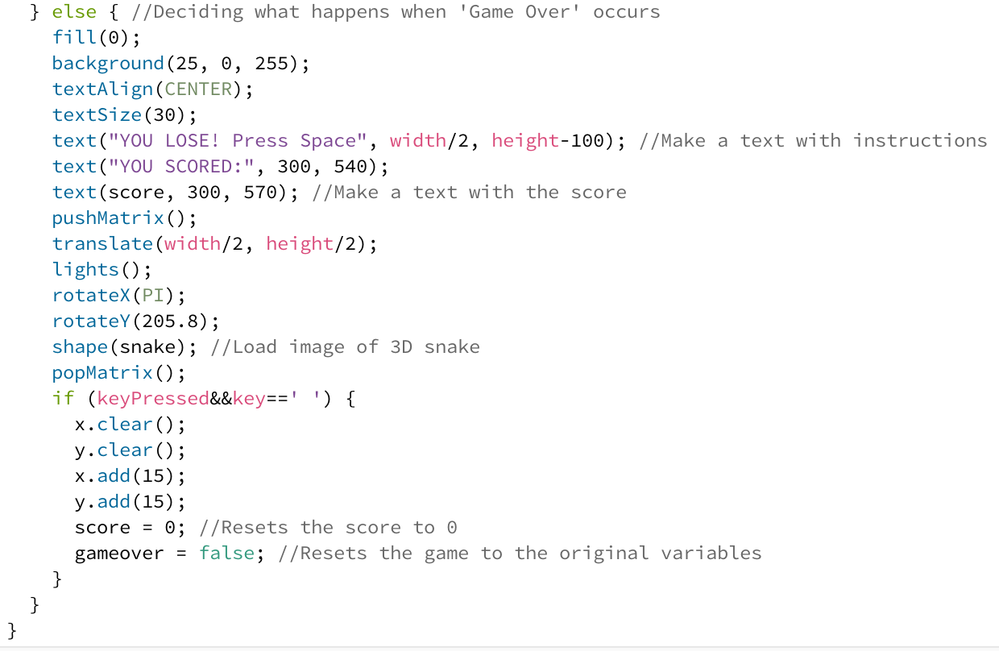 } else { //Deciding what happens when 'Game Over' occurs
fill(0);
background(25, 0, 255);
textAlign(CENTER);
textSize(30);
text("YOU LOSE! Press Space", width/2, height-100); //Make a text with instructions
text("YOU SCORED:", 300, 540);
text(score, 300, 570); //Make a text with the score
pushMatrix();
translate(width/2, height/2);
lights();
rotateX(PI);
rotateY(205.8);
shape(snake); //Load image of 3D snake
popMatrix();
if (keyPressed&&key==' ') {
x.clear();
y.clear();
x.add(15);
y.add(15);
score = 0; //Resets the score to 0
gameover = false; //Resets the game to the original variables
}
}
}